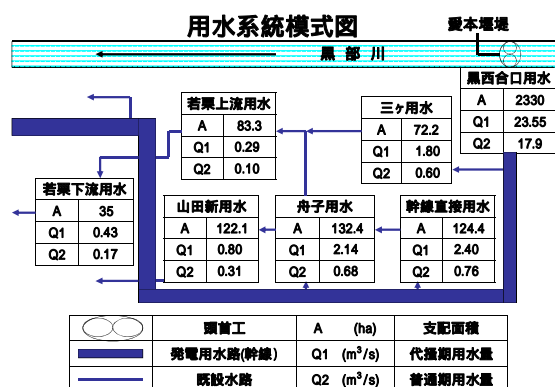 用水系統模式図
愛本堰堤
黒部川
黒西合口用水
A 2330
Q1 23.55
Q2 17.9
若栗上流用水
A 83.3
Q1 0.29
Q2 0.10
三ヶ用水
A 72.2
Q1 1.80
Q2 0.60
若栗下流用水
A 35
Q1 0.43
Q2 0.17
山田新用水
A 122.1
Q1 0.80
Q2 0.31
舟子用水
A 132.4
Q1 2.14
Q2 0.68
幹線直接用水
A 124.4
Q1 2.40
Q2 0.76
頭首工 A (ha) 支配面積
発電用水路(幹線) Q1 (m³/s) 代掻期用水量
既設水路 Q2 (m³/s) 普通期用水量